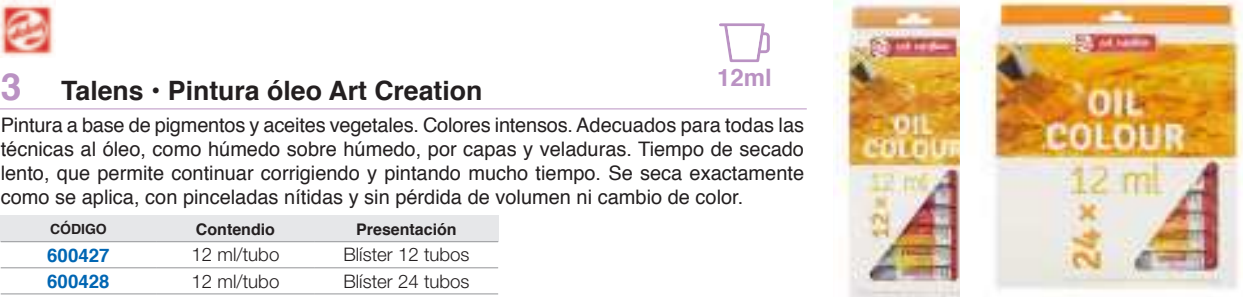 12ml
3 Talens · Pintura óleo Art Creation
Pintura a base de pigmentos y aceites vegetales. Colores intensos. Adecuados para todas las
técnicas al óleo, como húmedo sobre húmedo, por capas y veladuras. Tiempo de secado
lento, que permite continuar corrigiendo y pintando mucho tiempo. Se seca exactamente
como se aplica, con pinceladas nítidas y sin pérdida de volumen ni cambio de color.
CÓDIGO Contendio Presentación
600427 12 ml/tubo Blíster 12 tubos
600428 12 ml/tubo Blíster 24 tubos
OIL
COLOUR
12 ml
12 ×
OIL
COLOUR
12 ml
24 ×